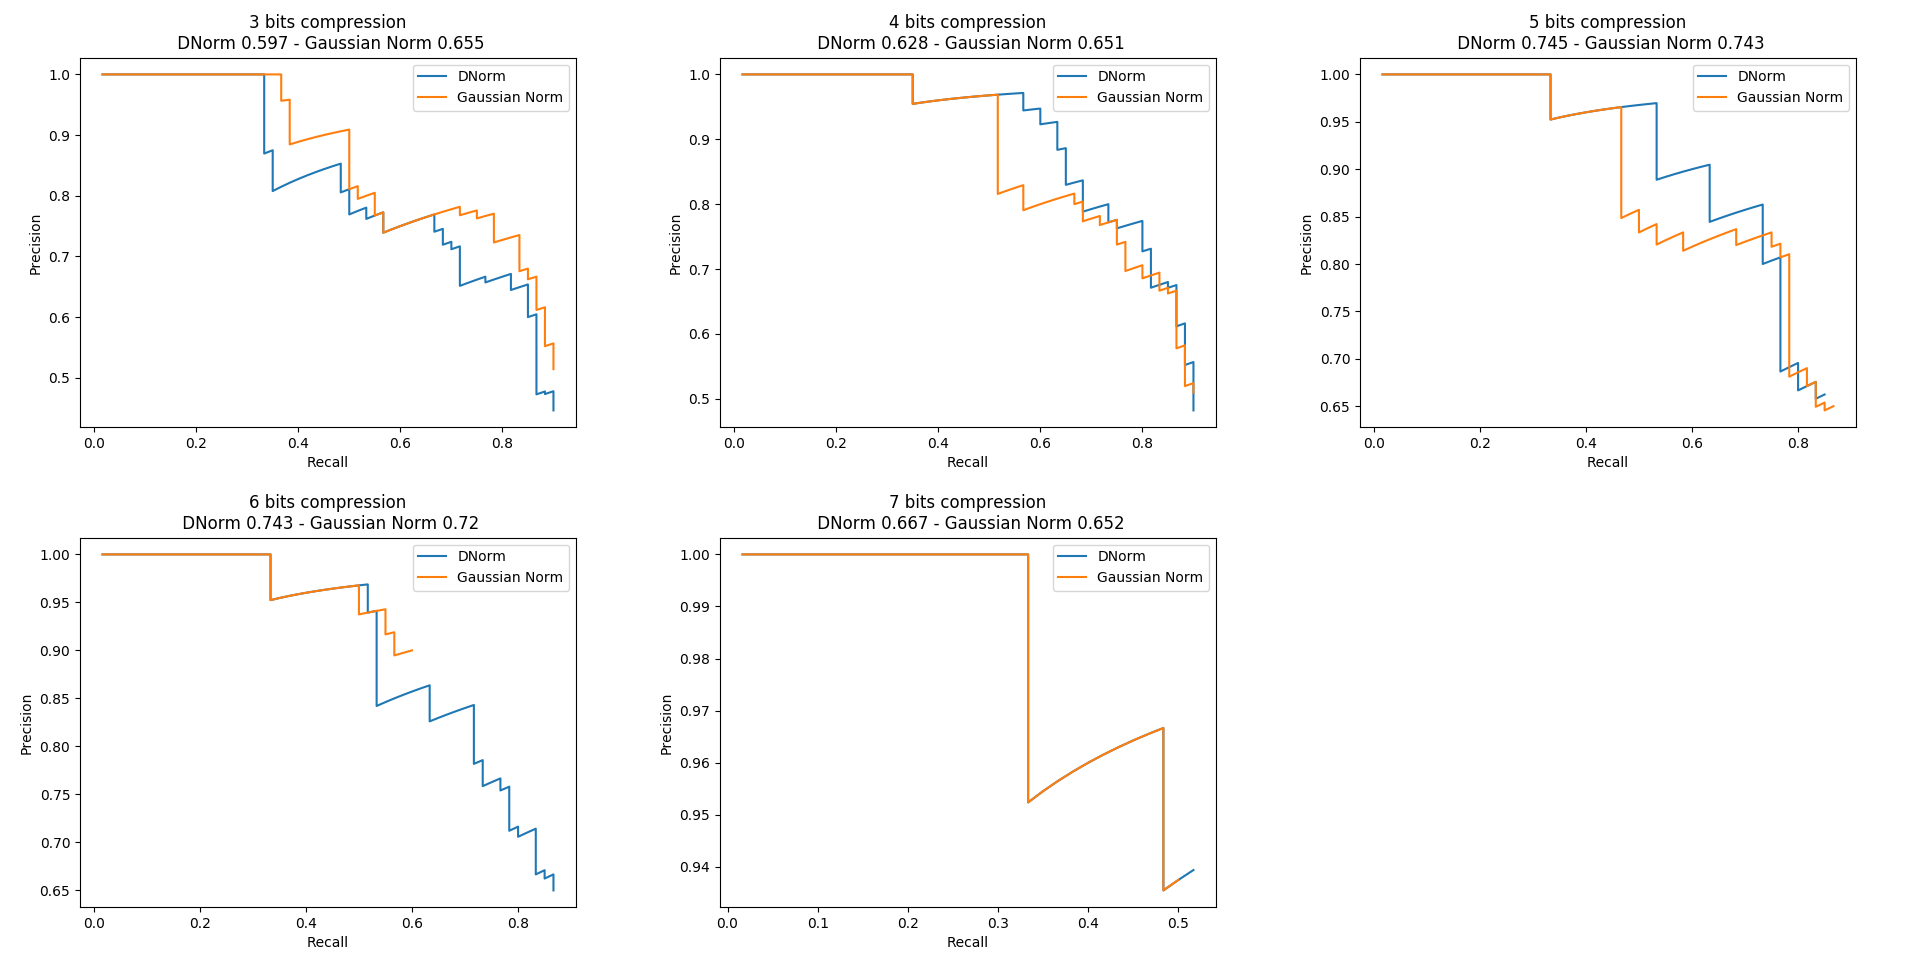 3 bits compression
DNorm 0.597 - Gaussian Norm 0.655
1.0
0.9
0.8
0.7
0.6
0.5
Precision
0.0 0.2 0.4 0.6 0.8
Recall
DNorm
Gaussian Norm
4 bits compression
DNorm 0.628 - Gaussian Norm 0.651
1.0
0.9
0.8
0.7
0.6
0.5
Precision
0.0 0.2 0.4 0.6 0.8
Recall
DNorm
Gaussian Norm
5 bits compression
DNorm 0.745 - Gaussian Norm 0.743
1.00
0.95
0.90
0.85
0.80
0.75
0.70
0.65
Precision
0.0 0.2 0.4 0.6 0.8
Recall
DNorm
Gaussian Norm
6 bits compression
DNorm 0.743 - Gaussian Norm 0.72
1.00
0.95
0.90
0.85
0.80
0.75
0.70
0.65
Precision
0.0 0.2 0.4 0.6 0.8
Recall
DNorm
Gaussian Norm
7 bits compression
DNorm 0.667 - Gaussian Norm 0.652
1.00
0.99
0.98
0.97
0.96
0.95
0.94
Precision
0.0 0.1 0.2 0.3 0.4 0.5
Recall
DNorm
Gaussian Norm